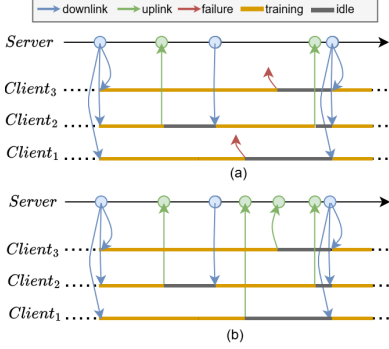 downlink uplink failure training idle
Server
Client₃
Client₂
Client₁
(a)
Server
Client₃
Client₂
Client₁
(b)